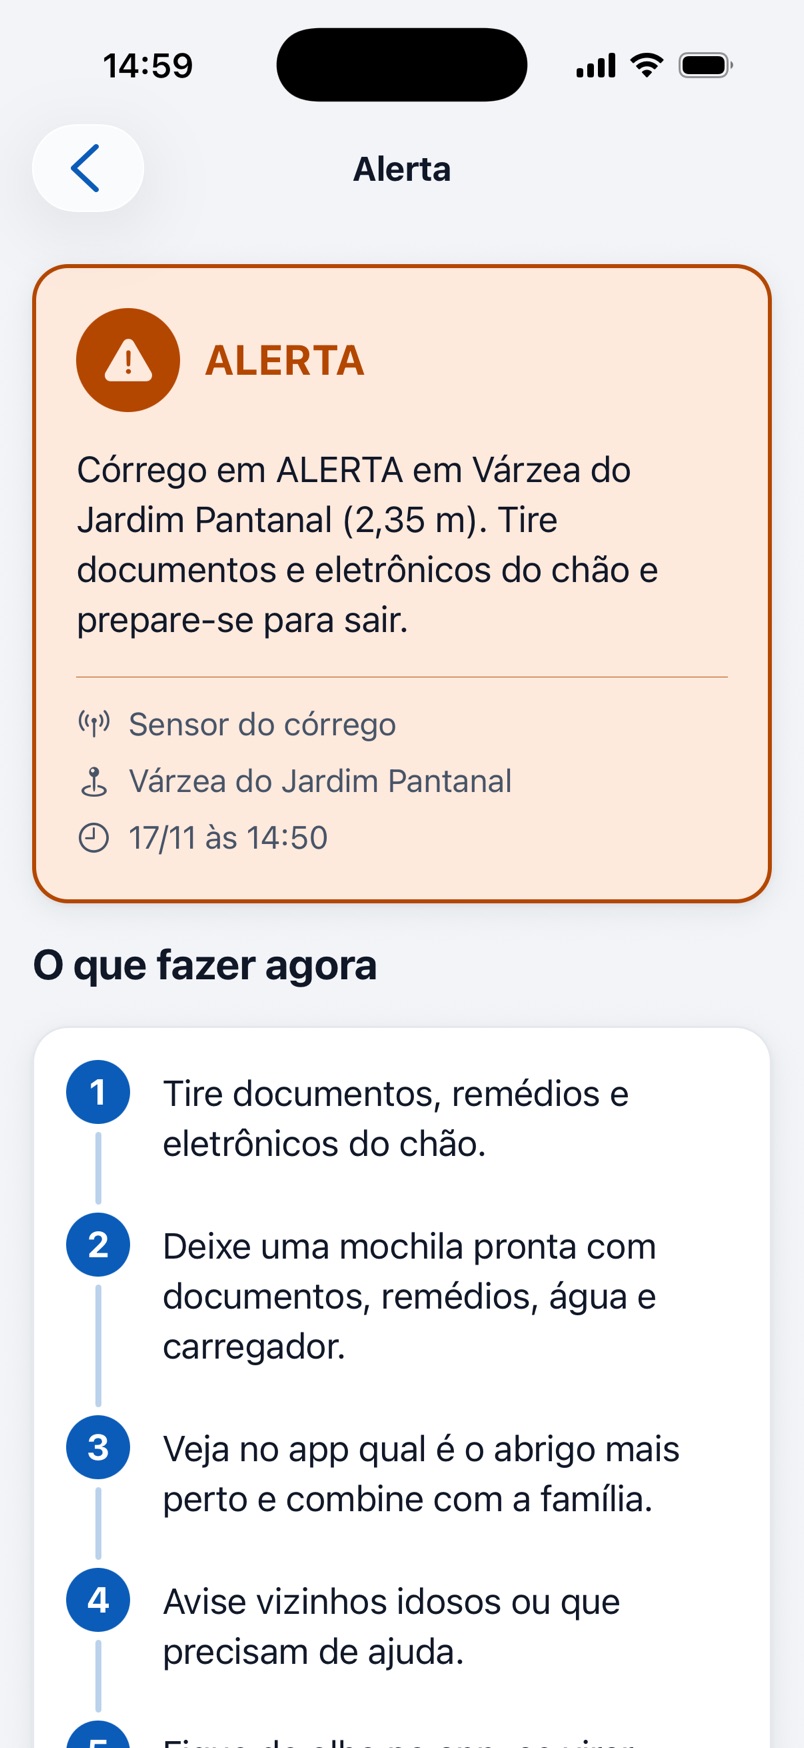 14:59
Alerta
ALERTA
Córrego em ALERTA em Várzea do
Jardim Pantanal (2,35 m). Tire
documentos e eletrônicos do chão e
prepare-se para sair.
Sensor do córrego
Várzea do Jardim Pantanal
17/11 às 14:50
O que fazer agora
1 Tire documentos, remédios e
eletrônicos do chão.
2 Deixe uma mochila pronta com
documentos, remédios, água e
carregador.
3 Veja no app qual é o abrigo mais
perto e combine com a família.
4 Avise vizinhos idosos ou que
precisam de ajuda.